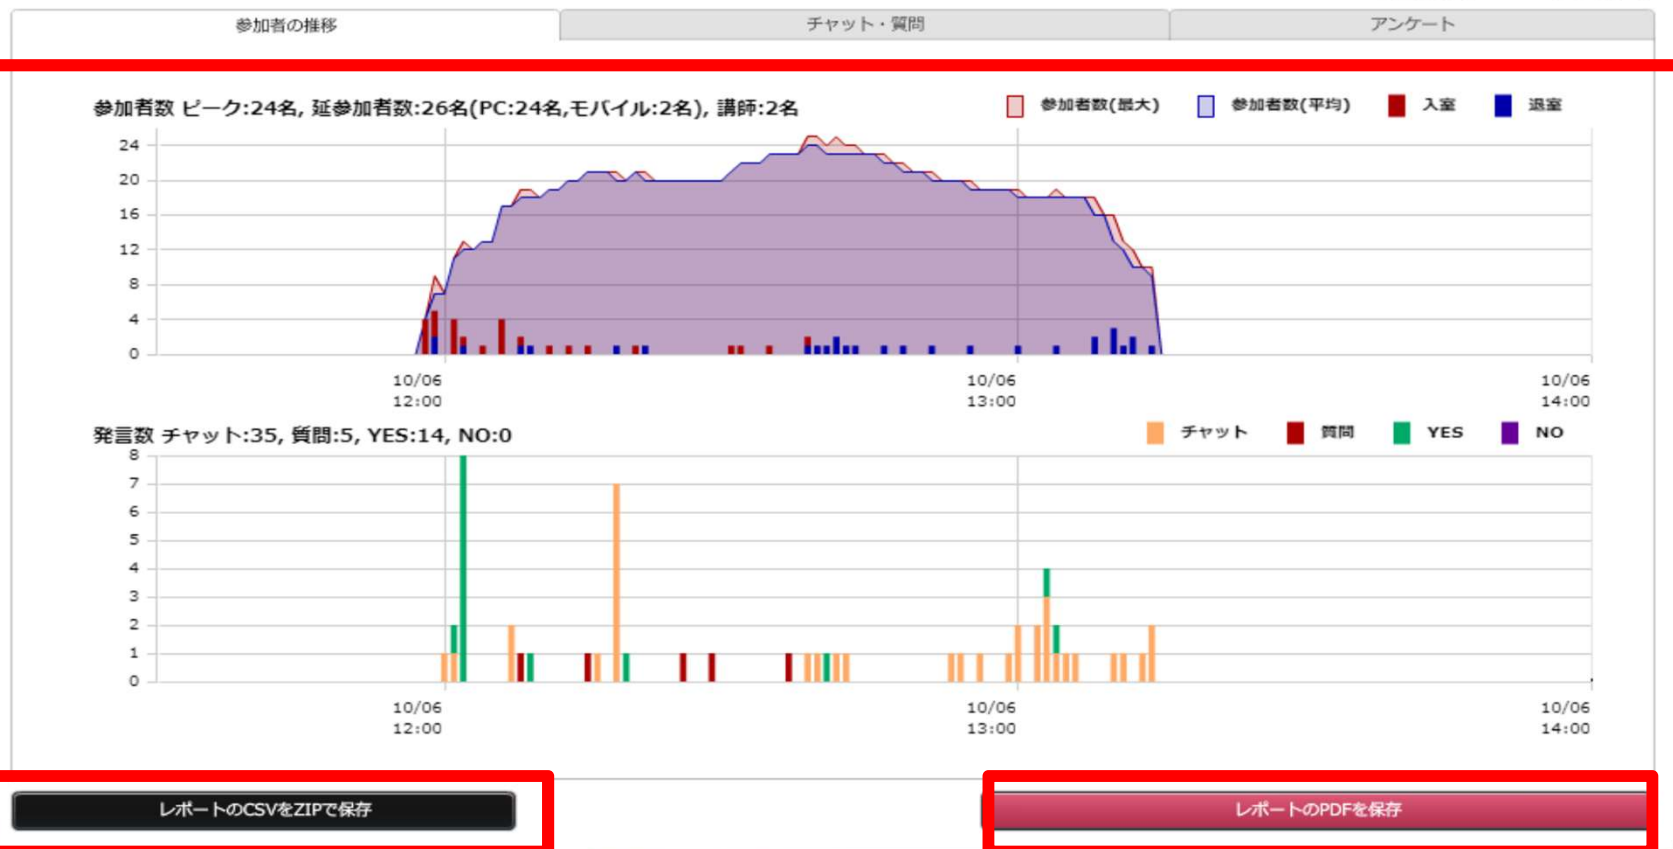 参加者の推移 チャット・質問 アンケート
参加者数 ピーク:24名, 延参加者数:26名(PC:24名,モバイル:2名), 講師:2名 参加者数(最大) 参加者数(平均) 入室 退室
24
20
16
12
8
4
0
10/06 10/06 10/06
12:00 13:00 14:00
発言数 チャット:35, 質問:5, YES:14, NO:0 チャット 質問 YES NO
8
7
6
5
4
3
2
1
0
10/06 10/06 10/06
12:00 13:00 14:00
レポートのCSVをZIPで保存 レポートのPDFを保存